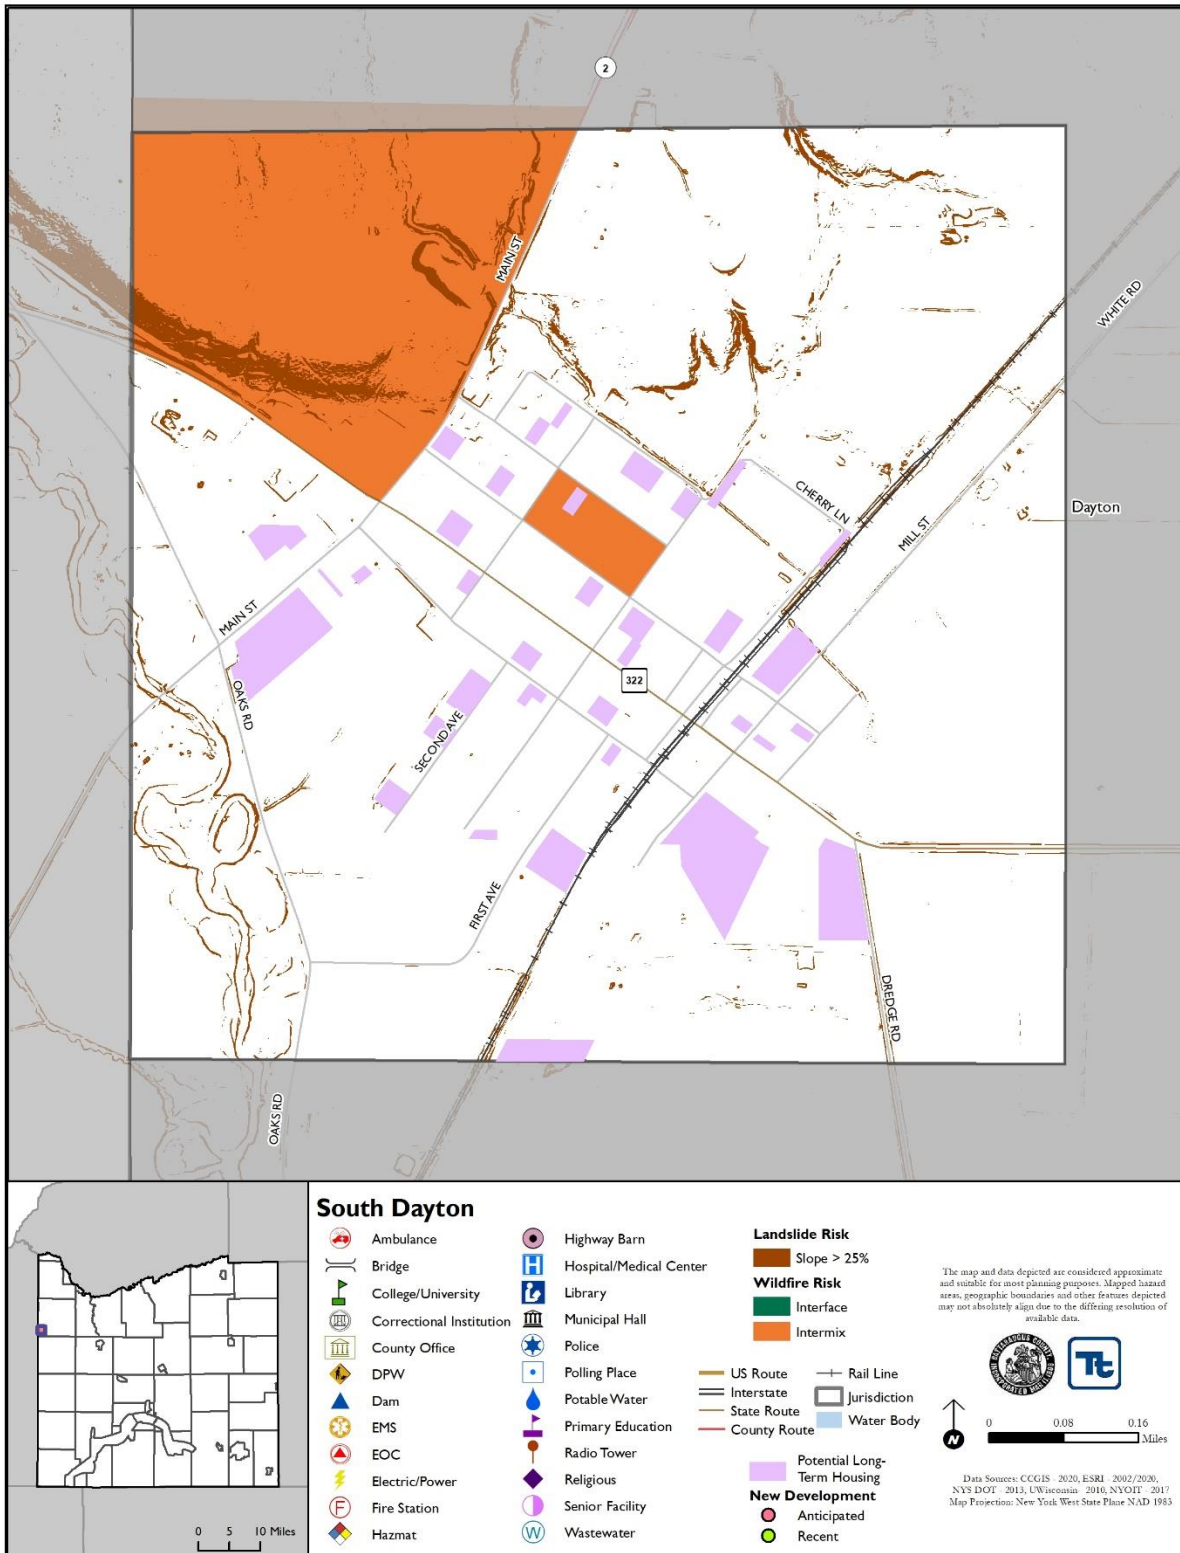 2
MAIN ST
WHITE RD
CHERRY LN
MILL ST
Dayton
MAIN ST
OAKS RD
322
SECOND AVE
FIRST AVE
DREDGE RD
OAKS RD
South Dayton
Ambulance
Bridge
College/University
Correctional Institution
County Office
DPW
Dam
EMS
EOC
Electric/Power
F
Fire Station
Hazmat
Highway Barn
H
Hospital/Medical Center
Library
Municipal Hall
Police
Polling Place
Potable Water
Primary Education
Radio Tower
Religious
Senior Facility
W
Wastewater
Landslide Risk
Slope > 25%
Wildfire Risk
Interface
Intermix
US Route
Interstate
State Route
County Route
Rail Line
Jurisdiction
Water Body
Potential Long-
Term Housing
New Development
Anticipated
Recent
The map and data depicted are considered approximate
and suitable for most planning purposes. Mapped hazard
areas, geographic boundaries and other features depicted
may not absolutely align due to the differing resolution of
available data.
Tt
N
0 0.08 0.16
Miles
Data Sources: CCGIS - 2020, ESRI - 2002/2020,
NYS DOT - 2013, UWisconsin - 2010, NYOIT - 2017
Map Projection: New York West State Plane NAD 1983
0 5 10 Miles